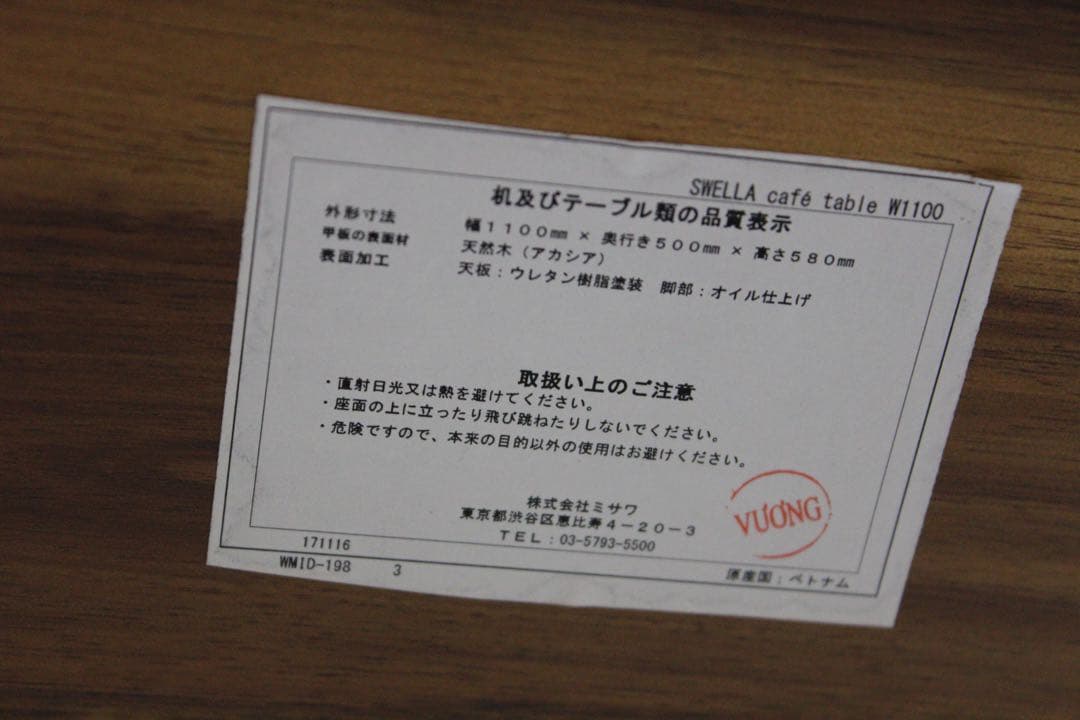 SWELLA café table W1100
机及びテーブル類の品質表示
外形寸法 幅１１００㎜ × 奥行き５００㎜ × 高さ５８０㎜
甲板の表面材 天然木（アカシア）
表面加工 天板：ウレタン樹脂塗装 脚部：オイル仕上げ
取扱い上のご注意
・直射日光又は熱を避けてください。
・座面の上に立ったり飛び跳ねたりしないでください。
・危険ですので、本来の目的以外の使用はお避けください。
株式会社ミサワ
東京都渋谷区恵比寿４－２０－３
ＴＥＬ：03-5793-5500
VƯƠNG
171116
WMID-198 3
原産国：ベトナム